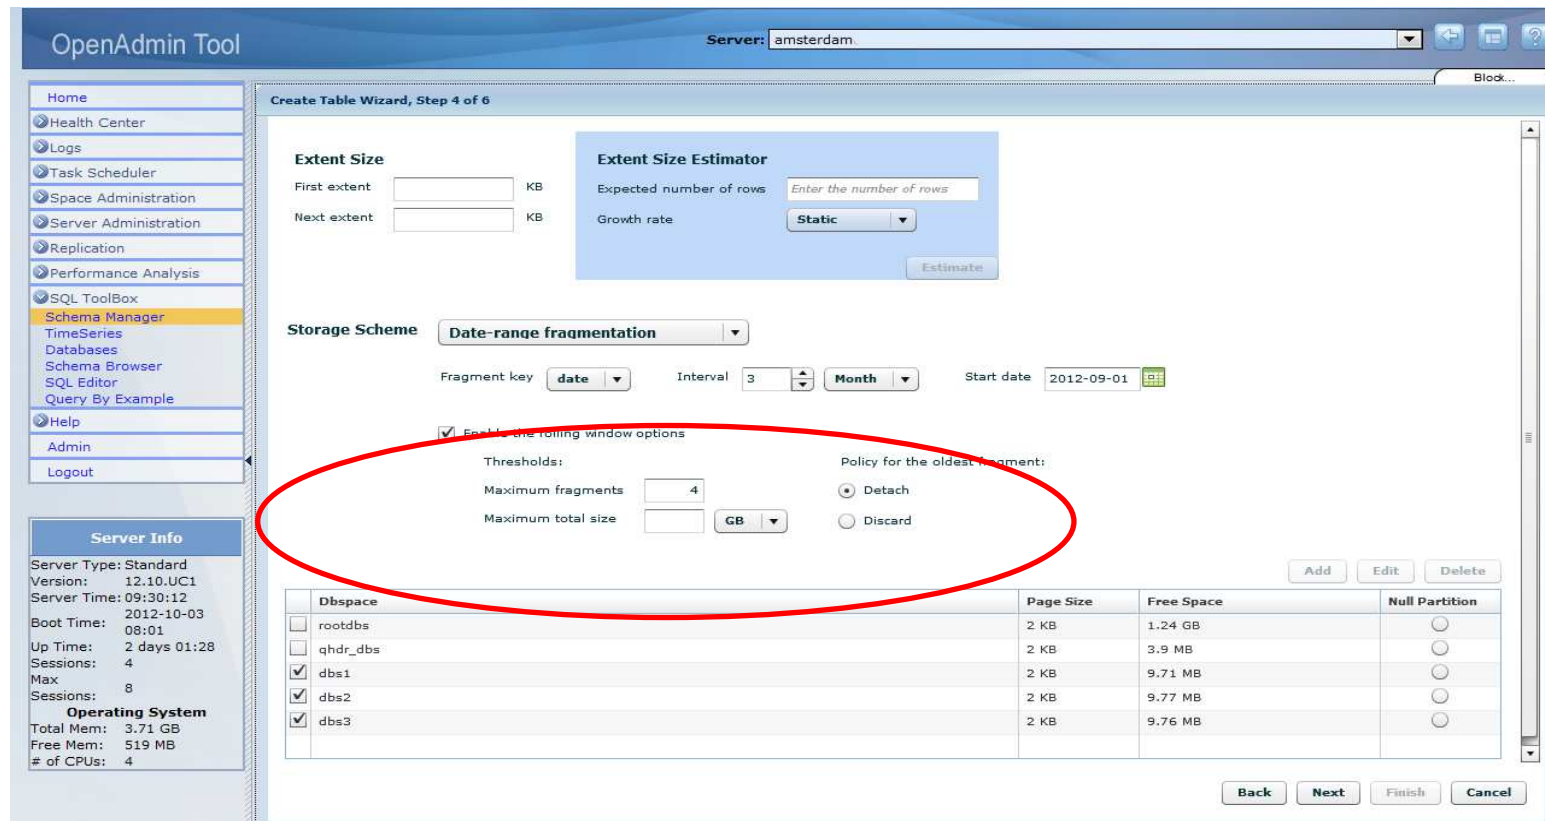 OpenAdmin Tool
Server: amsterdam
Block...
Home
Health Center
Logs
Task Scheduler
Space Administration
Server Administration
Replication
Performance Analysis
SQL ToolBox
Schema Manager
TimeSeries
Databases
Schema Browser
SQL Editor
Query By Example
Help
Admin
Logout
Server Info
Server Type: Standard
Version: 12.10.UC1
Server Time: 09:30:12
Boot Time: 2012-10-03 08:01
Up Time: 2 days 01:28
Sessions: 4
Max Sessions: 8
Operating System
Total Mem: 3.71 GB
Free Mem: 519 MB
# of CPUs: 4
Create Table Wizard, Step 4 of 6
Extent Size
First extent KB
Next extent KB
Extent Size Estimator
Expected number of rows Enter the number of rows
Growth rate Static
Estimate
Storage Scheme Date-range fragmentation
Fragment key date Interval 3 Month Start date 2012-09-01
Enable the rolling window options
Thresholds: Policy for the oldest fragment:
Maximum fragments 4 Detach
Maximum total size GB Discard
Add Edit Delete
Dbspace Page Size Free Space Null Partition
rootdbs 2 KB 1.24 GB
qhdr_dbs 2 KB 3.9 MB
dbs1 2 KB 9.71 MB
dbs2 2 KB 9.77 MB
dbs3 2 KB 9.76 MB
Back Next Finish Cancel